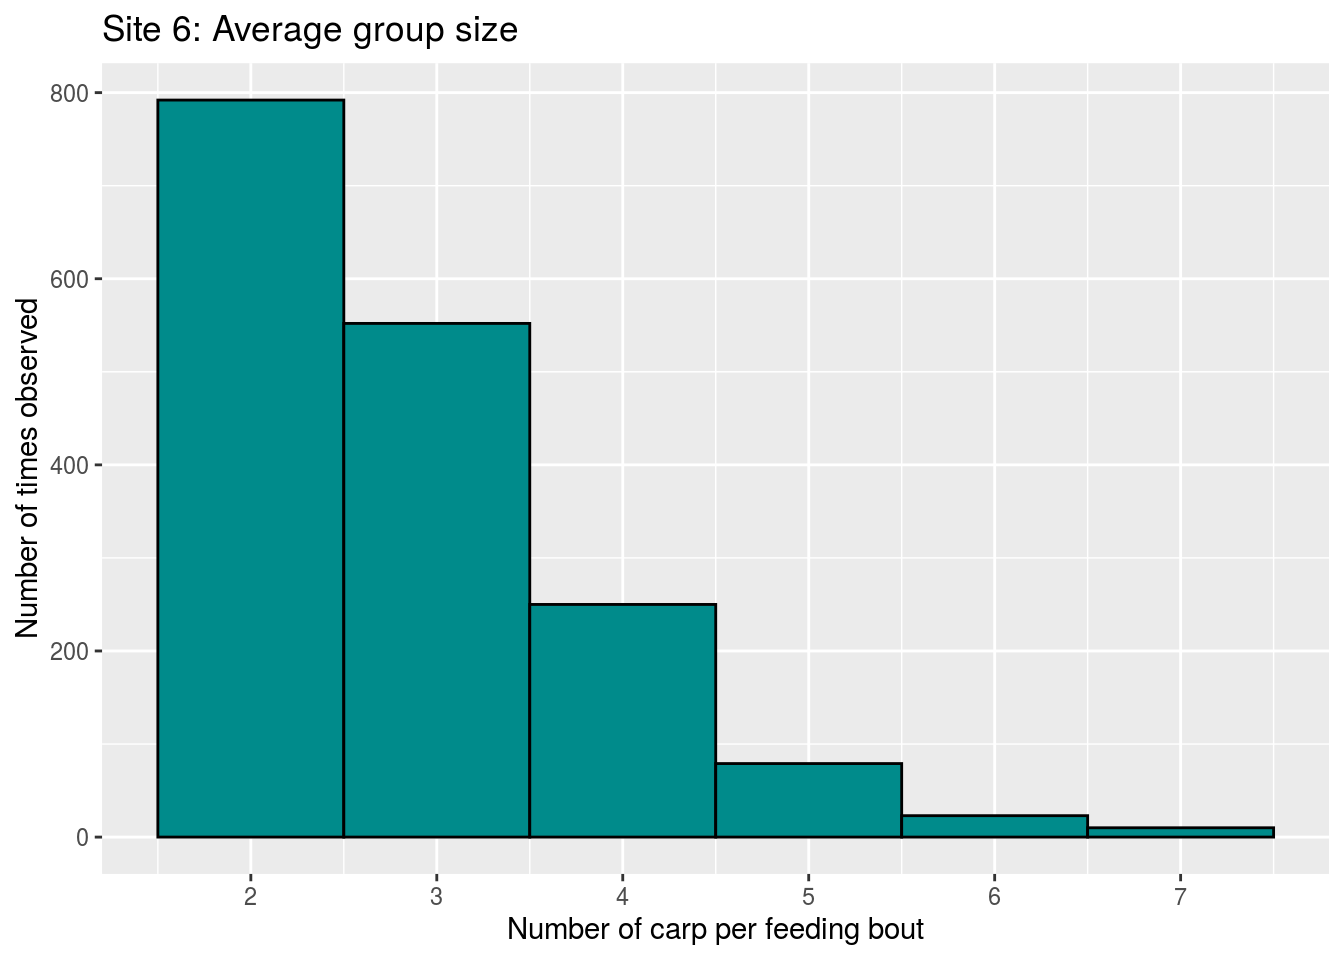 Site 6: Average group size
800
600
400
200
0
Number of times observed
2 3 4 5 6 7
Number of carp per feeding bout